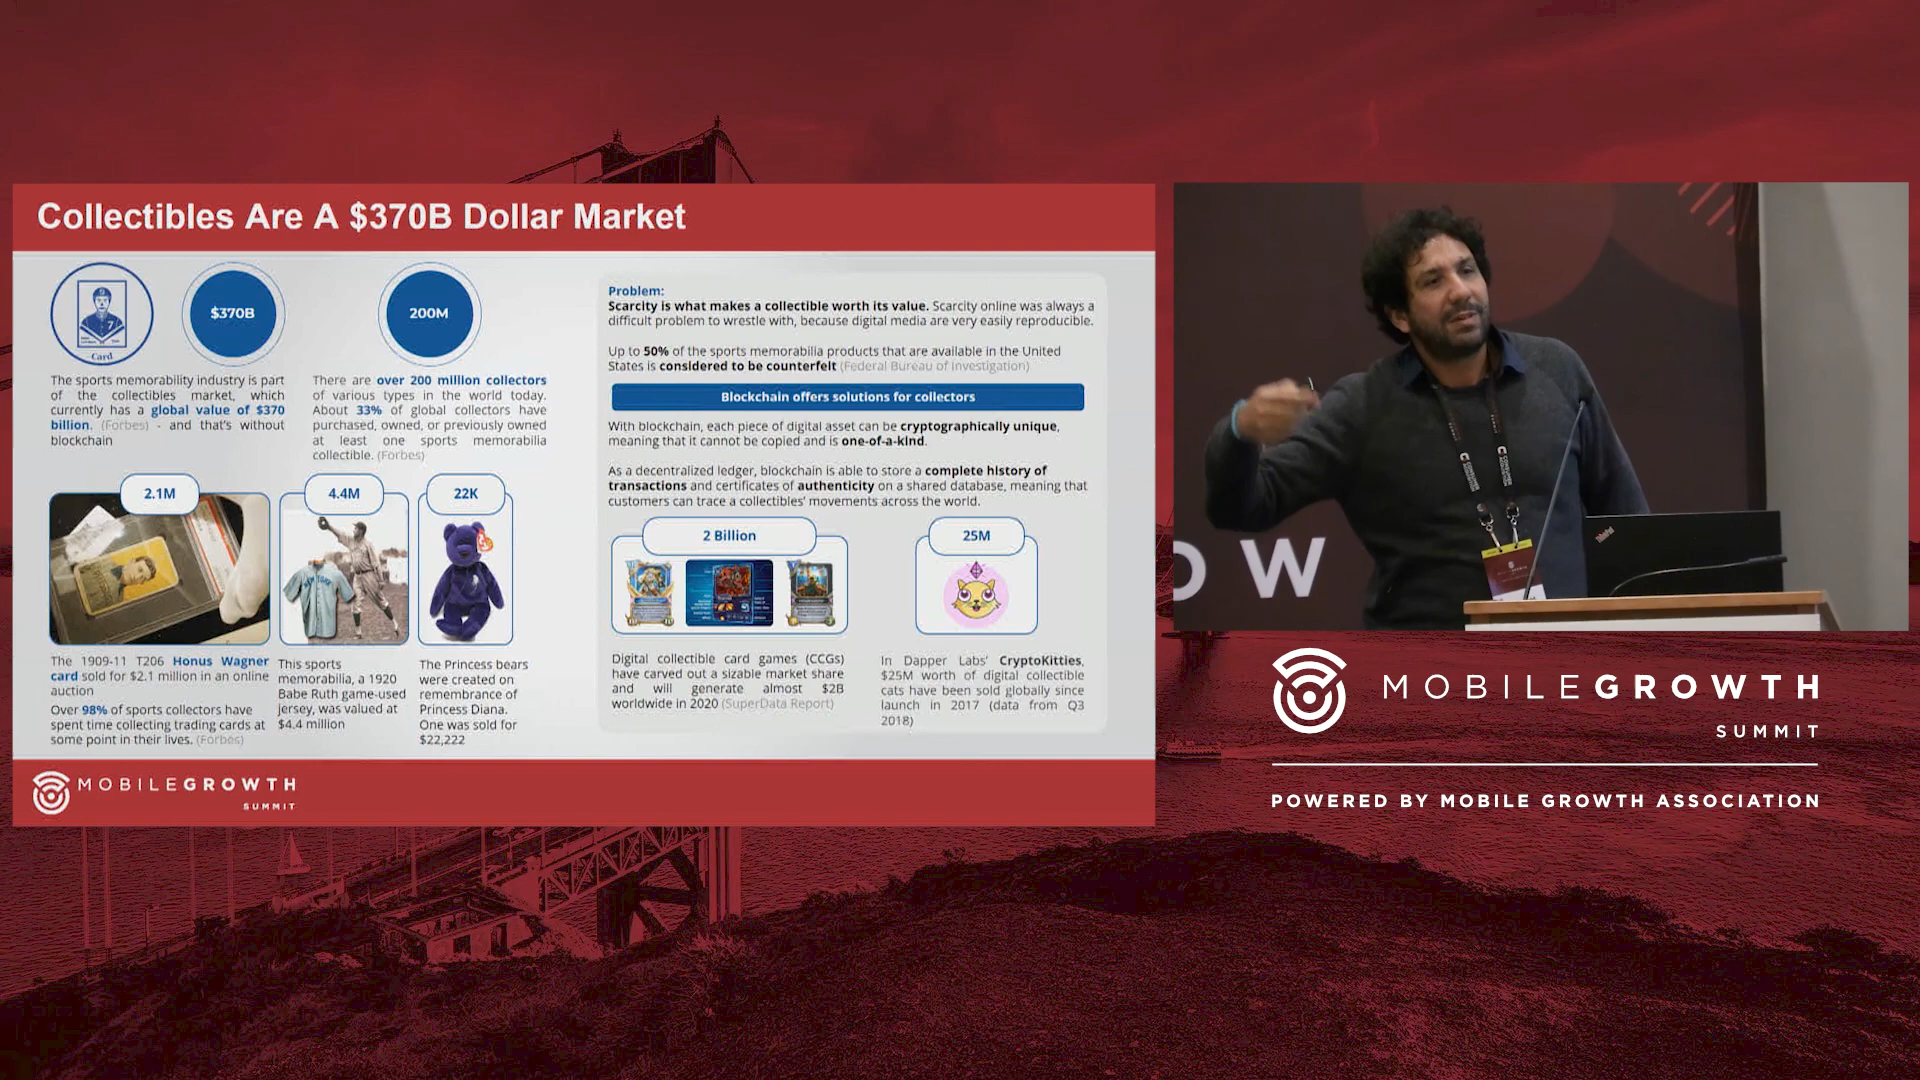 Collectibles Are A $370B Dollar Market
Card
$370B
200M
The sports memorability industry is part
of the collectibles market, which
currently has a global value of $370
billion. (Forbes) - and that's without
blockchain
There are over 200 million collectors
of various types in the world today.
About 33% of global collectors have
purchased, owned, or previously owned
at least one sports memorabilia
collectible. (Forbes)
2.1M
4.4M
22K
The 1909-11 T206 Honus Wagner
card sold for $2.1 million in an online
auction
Over 98% of sports collectors have
spent time collecting trading cards at
some point in their lives. (Forbes)
This sports
memorabilia, a 1920
Babe Ruth game-used
jersey, was valued at
$4.4 million
The Princess bears
were created on
remembrance of
Princess Diana.
One was sold for
$22,222
Problem:
Scarcity is what makes a collectible worth its value. Scarcity online was always a
difficult problem to wrestle with, because digital media are very easily reproducible.
Up to 50% of the sports memorabilia products that are available in the United
States is considered to be counterfelt (Federal Bureau of Investigation)
Blockchain offers solutions for collectors
With blockchain, each piece of digital asset can be cryptographically unique,
meaning that it cannot be copied and is one-of-a-kind.
As a decentralized ledger, blockchain is able to store a complete history of
transactions and certificates of authenticity on a shared database, meaning that
customers can trace a collectibles' movements across the world.
2 Billion
25M
Digital collectible card games (CCGs)
have carved out a sizable market share
and will generate almost $2B
worldwide in 2020 (SuperData Report)
In Dapper Labs' CryptoKitties,
$25M worth of digital collectible
cats have been sold globally since
launch in 2017 (data from Q3
2018)
MOBILEGROWTH
SUMMIT
OW
MOBILEGROWTH
SUMMIT
POWERED BY MOBILE GROWTH ASSOCIATION